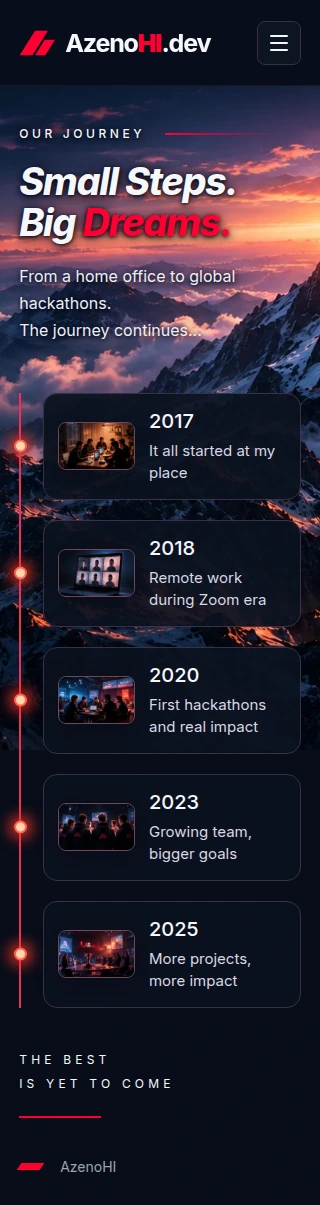 AzenoHI.dev
OUR JOURNEY
Small Steps.
Big Dreams.
From a home office to global
hackathons.
The journey continues...
2017
It all started at my
place
2018
Remote work
during Zoom era
2020
First hackathons
and real impact
2023
Growing team,
bigger goals
2025
More projects,
more impact
THE BEST
IS YET TO COME
AzenoHI